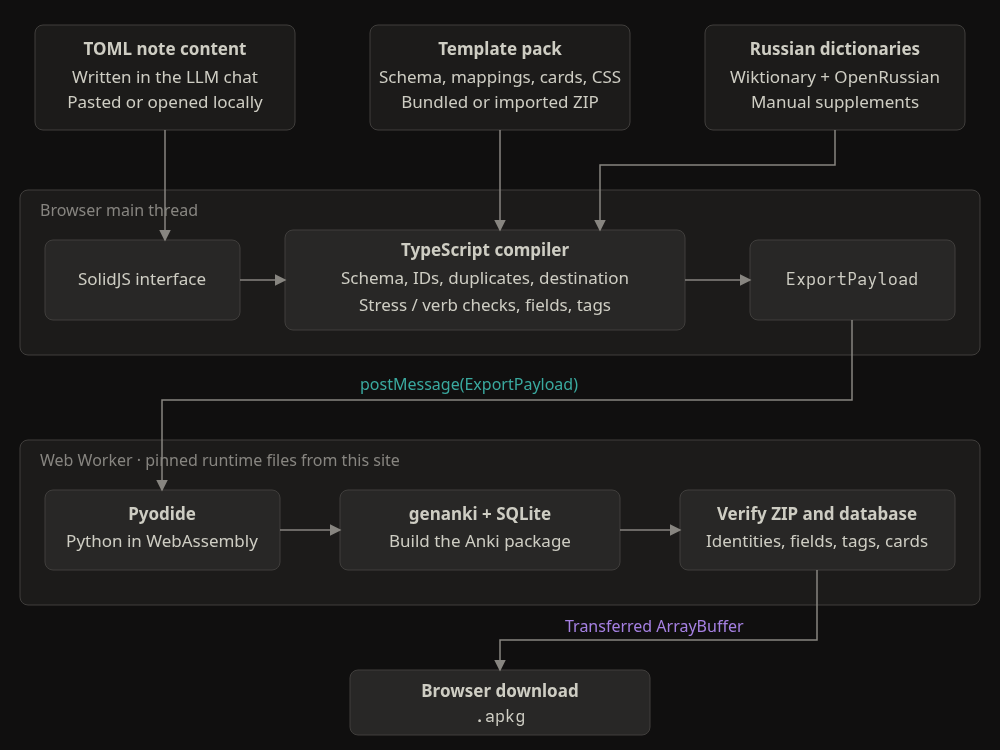 TOML note content
Written in the LLM chat
Pasted or opened locally
Template pack
Schema, mappings, cards, CSS
Bundled or imported ZIP
Russian dictionaries
Wiktionary + OpenRussian
Manual supplements
Browser main thread
SolidJS interface
TypeScript compiler
Schema, IDs, duplicates, destination
Stress / verb checks, fields, tags
ExportPayload
postMessage(ExportPayload)
Web Worker · pinned runtime files from this site
Pyodide
Python in WebAssembly
genanki + SQLite
Build the Anki package
Verify ZIP and database
Identities, fields, tags, cards
Transferred ArrayBuffer
Browser download
.apkg